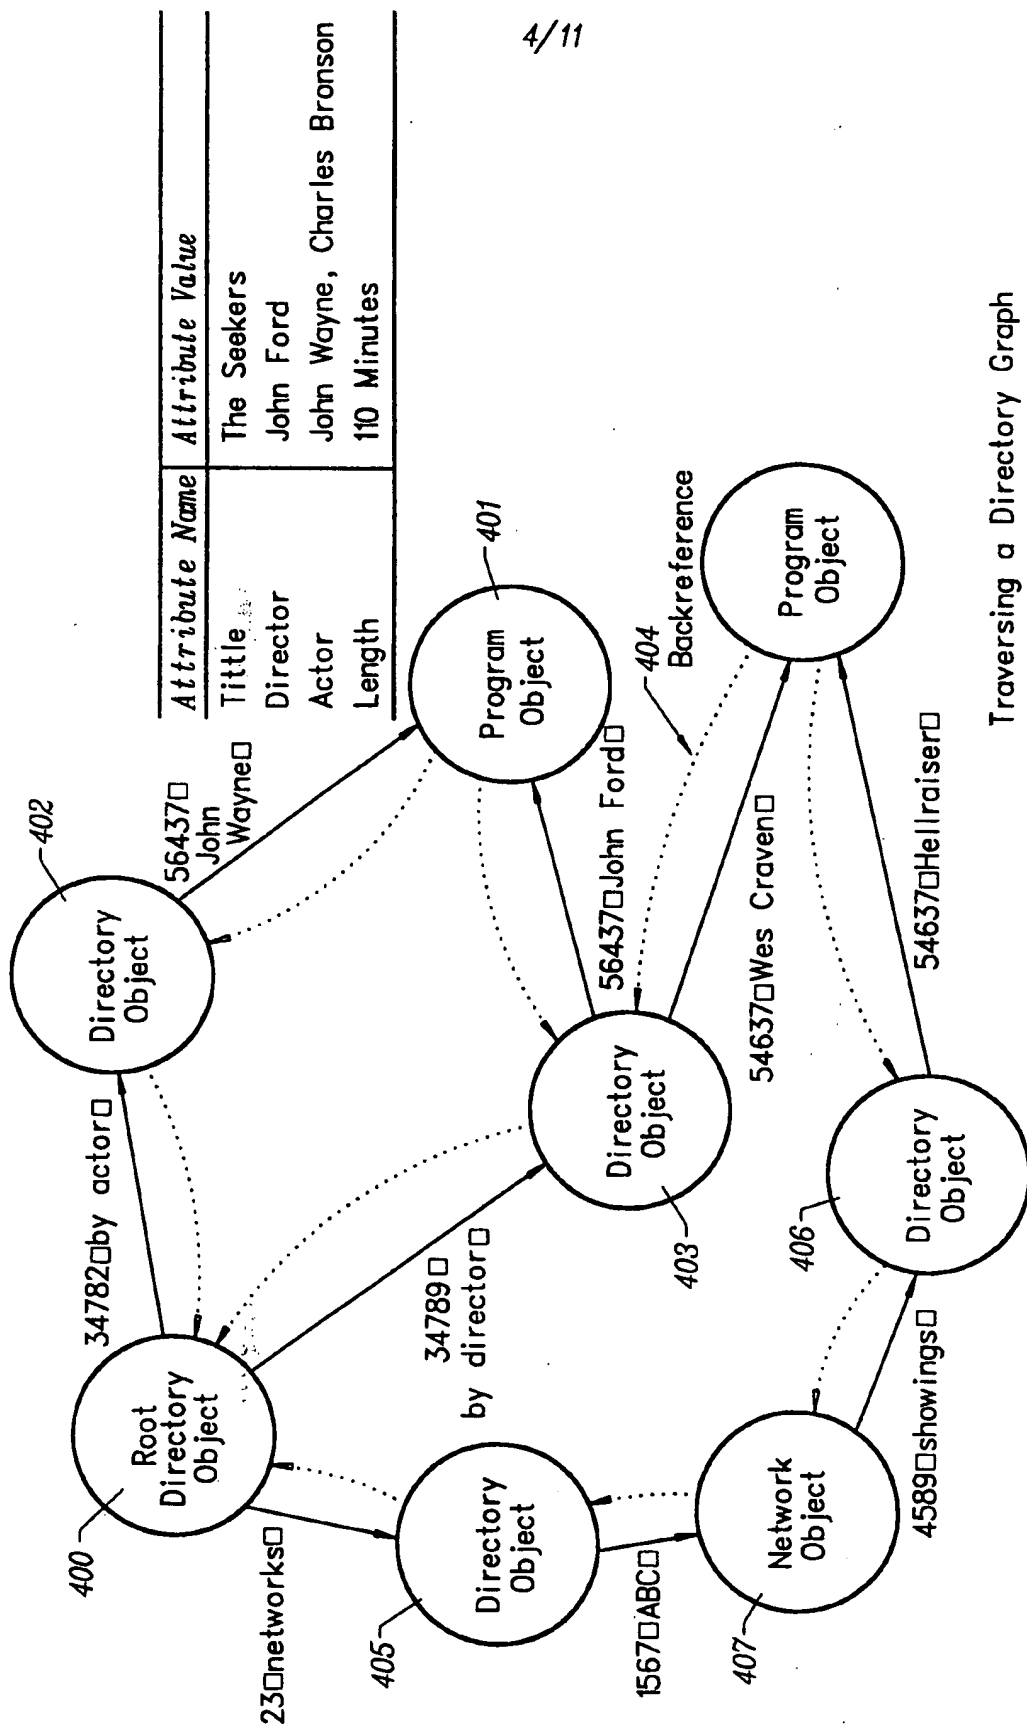 4/11
Attribute Name Attribute Value
Tittle The Seekers
Director John Ford
Actor John Wayne, Charles Bronson
Length 110 Minutes
402
Directory
Object
56437□
John
Wayne□
34782□by actor□
400
Root
Directory
Object
401
Program
Object
23□networks□
34789□
by director□
405
Directory
Object
403
Directory
Object
56437□John Ford□
404
Backreference
1567□ABC□
54637□Wes Craven□
Program
Object
407
Network
Object
406
Directory
Object
4589□showings□
54637□Hellraiser□
Traversing a Directory Graph